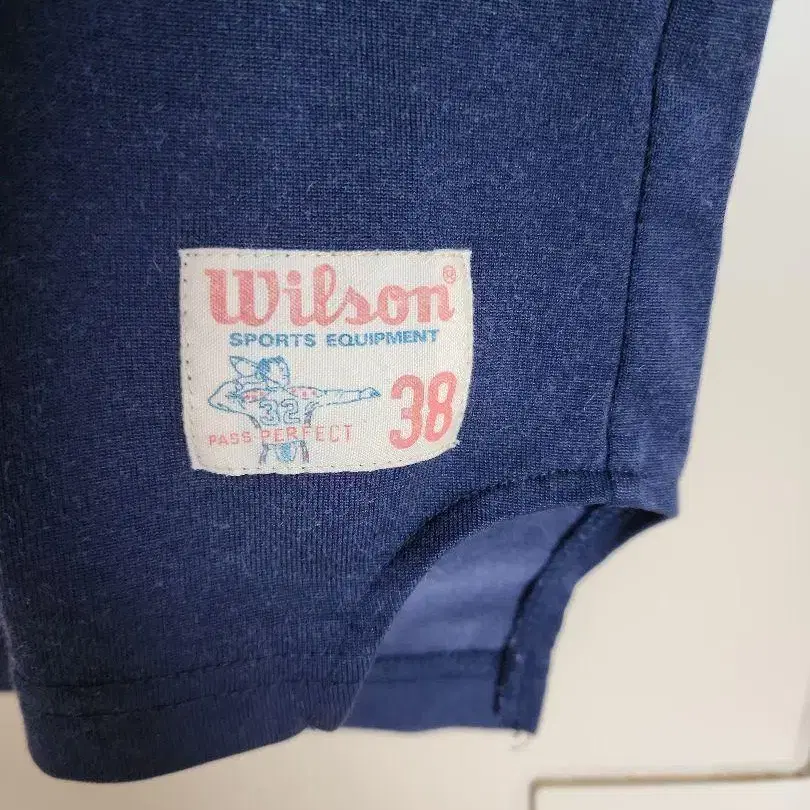 Wilson®
SPORTS EQUIPMENT
32
38
PASS PERFECT